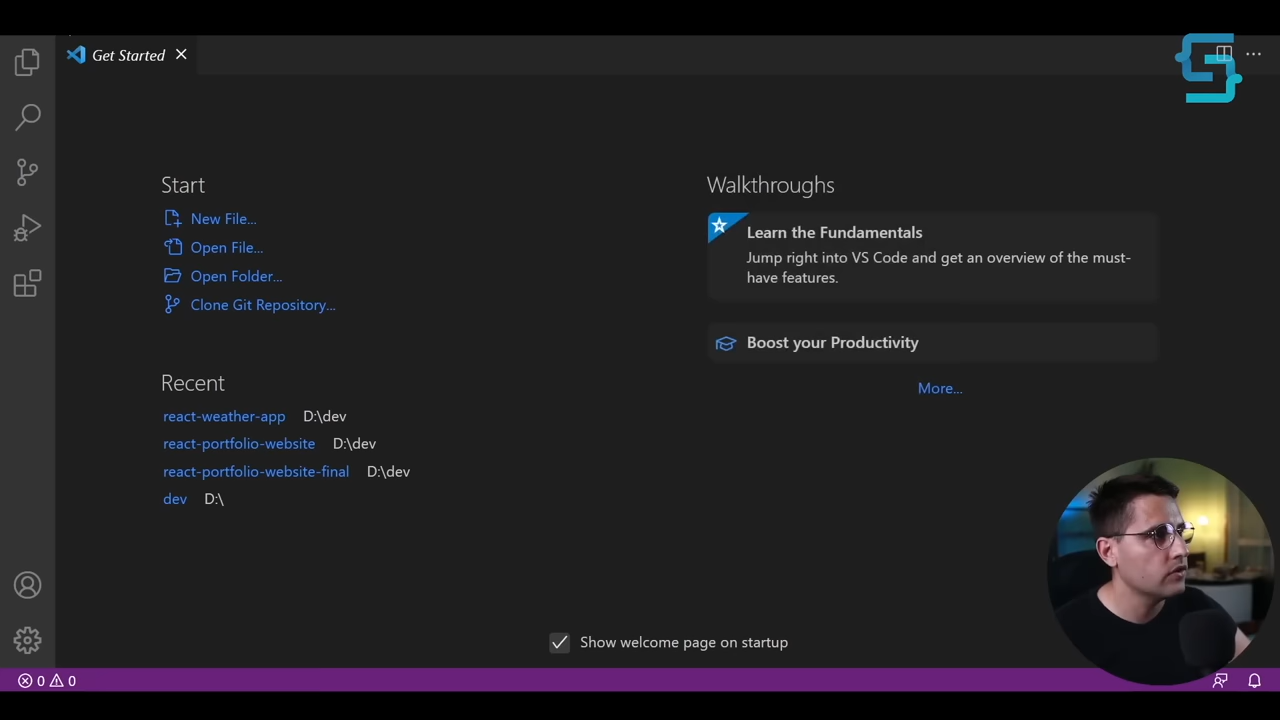 Get Started
Start
New File...
Open File...
Open Folder...
Clone Git Repository...
Recent
react-weather-app D:\dev
react-portfolio-website D:\dev
react-portfolio-website-final D:\dev
dev D:\
Walkthroughs
Learn the Fundamentals
Jump right into VS Code and get an overview of the must-
have features.
Boost your Productivity
More...
Show welcome page on startup
0 0